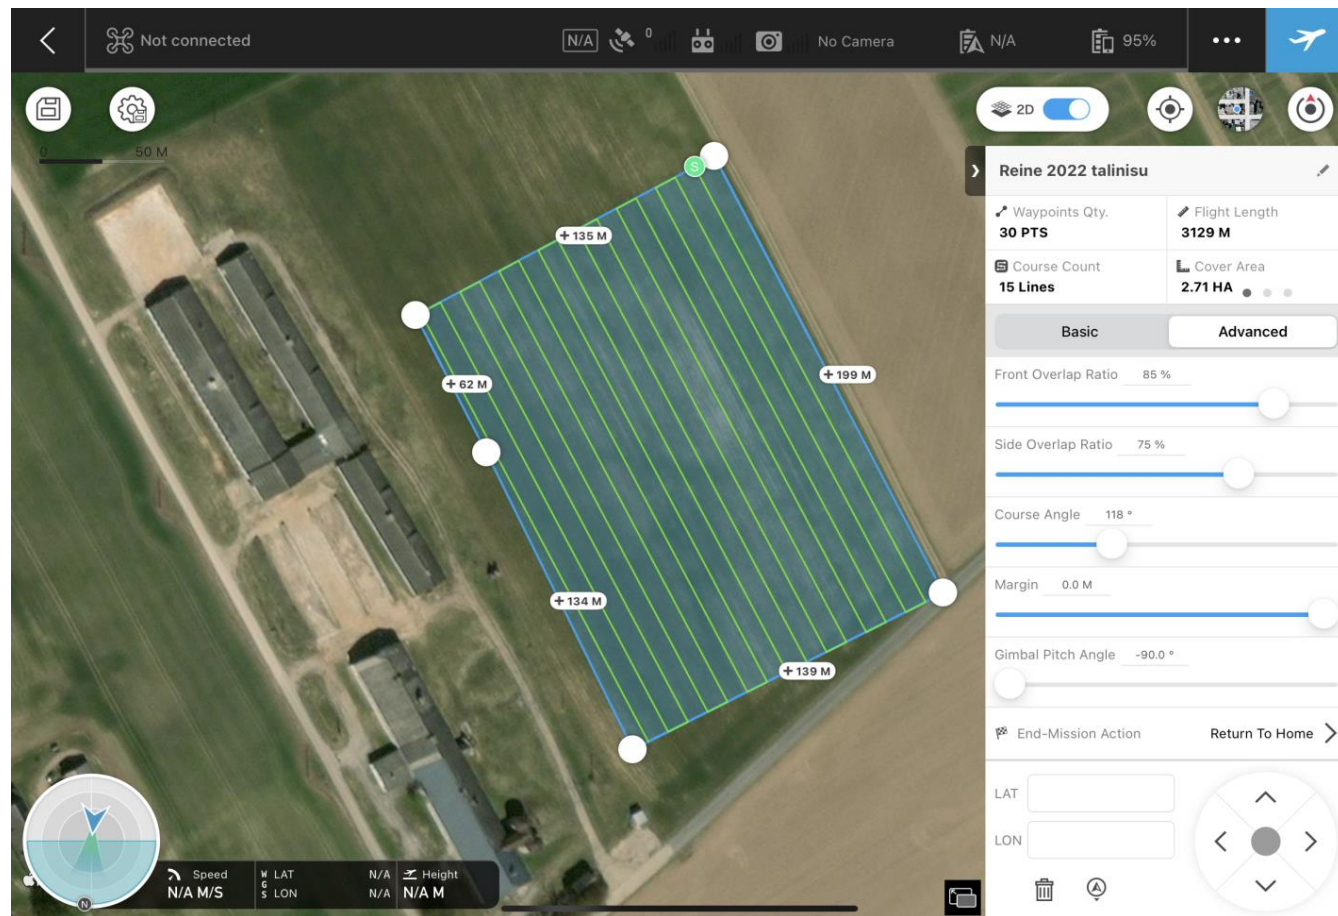 Not connected
N/A
0
No Camera
N/A
95%
2D
0 50 M
S
+ 135 M
+ 62 M
+ 199 M
+ 134 M
+ 139 M
Reine 2022 talinisu
Waypoints Qty.
30 PTS
Flight Length
3129 M
Course Count
15 Lines
Cover Area
2.71 HA
Basic
Advanced
Front Overlap Ratio 85 %
Side Overlap Ratio 75 %
Course Angle 118 °
Margin 0.0 M
Gimbal Pitch Angle -90.0 °
End-Mission Action Return To Home
LAT
LON
N
Speed
N/A M/S
WGS
LAT N/A
LON N/A
Height
N/A M